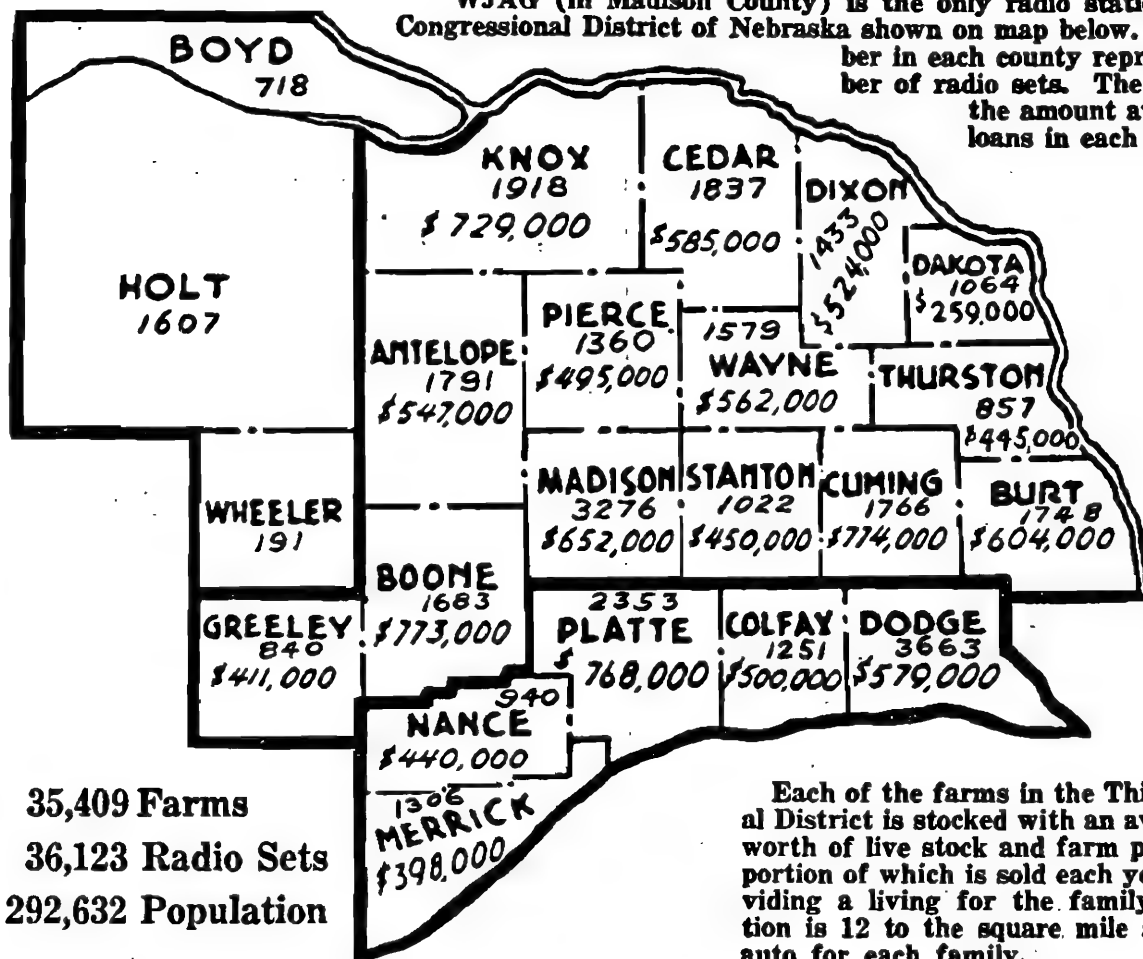 WJAG (in Madison County) is the only radio
Congressional District of Nebraska shown on map below.
ber in each county
ber of radio sets. The
the amount
loans in each
BOYD
718
HOLT
1607
KNOX
1918
$729,000
CEDAR
1837
$585,000
DIXON
1433
$524,000
DAKOTA
1064
$259,000
ANTELOPE
1791
$547,000
PIERCE
1360
$495,000
1579
WAYNE
$562,000
THURSTON
857
$445,000
WHEELER
191
MADISON
3276
$652,000
STANTON
1022
$450,000
CUMING
1766
$774,000
BURT
1748
$604,000
GREELEY
840
$411,000
BOONE
1683
$773,000
2353
PLATTE
$768,000
COLFAY
1251
$500,000
DODGE
3663
$579,000
940
NANCE
$440,000
1306
MERRICK
$398,000
35,409 Farms
36,123 Radio Sets
292,632 Population
Each of the farms in the
al District is stocked with an
worth of live stock and farm
portion of which is sold each
viding a living for the family
tion is 12 to the square mile
auto for each family.